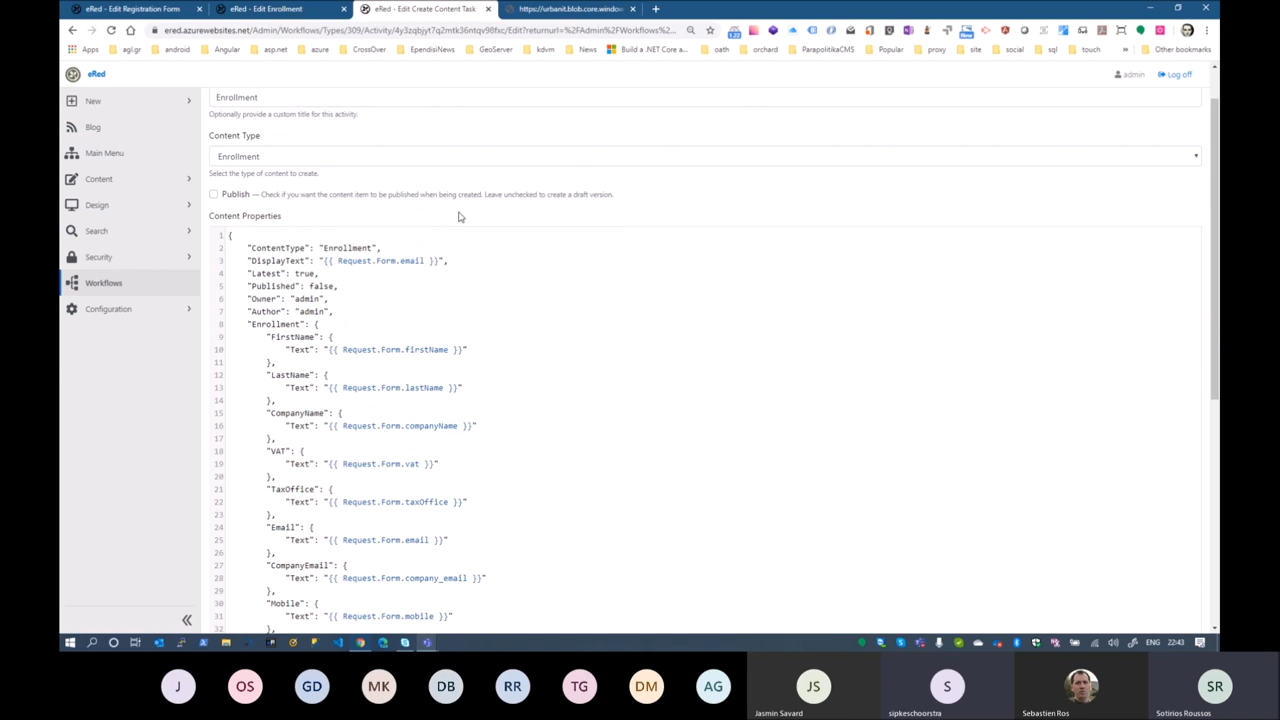 eRed - Edit Registration Form
eRed - Edit Enrollment
eRed - Edit Create Content Task
https://urbanit.blob.core.window
ered.azurewebsites.net/Admin/Workflows/Types/309/Activity/4y3zqbjyt7q2mtk36ntqv98fxc/Edit?returnurl=%2FAdmin%2FWorkflows%2...
Apps
agl.gr
android
Angular
asp.net
azure
CrossOver
EpendisiNews
GeoServer
kdvm
News
Build a .NET Core a...
oath
orchard
ParapolitikaCMS
Popular
proxy
site
social
sql
touch
Other bookmarks
eRed
admin
Log off
New
Blog
Main Menu
Content
Design
Search
Security
Workflows
Configuration
Enrollment
Optionally provide a custom title for this activity.
Content Type
Enrollment
Select the type of content to create.
Publish — Check if you want the content item to be published when being created. Leave unchecked to create a draft version.
Content Properties
1 {
2 "ContentType": "Enrollment",
3 "DisplayText": "{{ Request.Form.email }}",
4 "Latest": true,
5 "Published": false,
6 "Owner": "admin",
7 "Author": "admin",
8 "Enrollment": {
9 "FirstName": {
10 "Text": "{{ Request.Form.firstName }}"
11 },
12 "LastName": {
13 "Text": "{{ Request.Form.lastName }}"
14 },
15 "CompanyName": {
16 "Text": "{{ Request.Form.companyName }}"
17 },
18 "VAT": {
19 "Text": "{{ Request.Form.vat }}"
20 },
21 "TaxOffice": {
22 "Text": "{{ Request.Form.taxOffice }}"
23 },
24 "Email": {
25 "Text": "{{ Request.Form.email }}"
26 },
27 "CompanyEmail": {
28 "Text": "{{ Request.Form.company_email }}"
29 },
30 "Mobile": {
31 "Text": "{{ Request.Form.mobile }}"
32 },
ENG
22:43
J
OS
GD
MK
DB
RR
TG
DM
AG
JS
S
SR
Jasmin Savard
sipkeschoorstra
Sebastien Ros
Sotirios Roussos